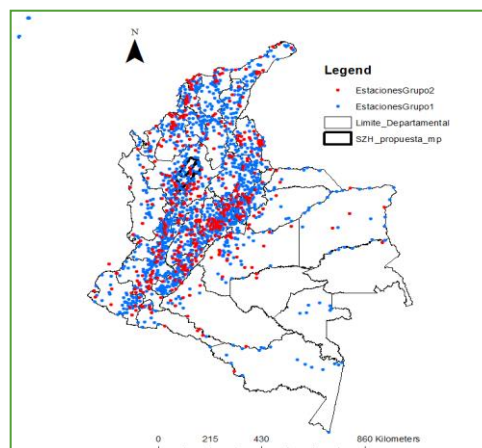 N
Legend
EstacionesGrupo2
EstacionesGrupo1
Limite_Departamental
SZH_propuesta_mp
0 215 430 860 Kilometers